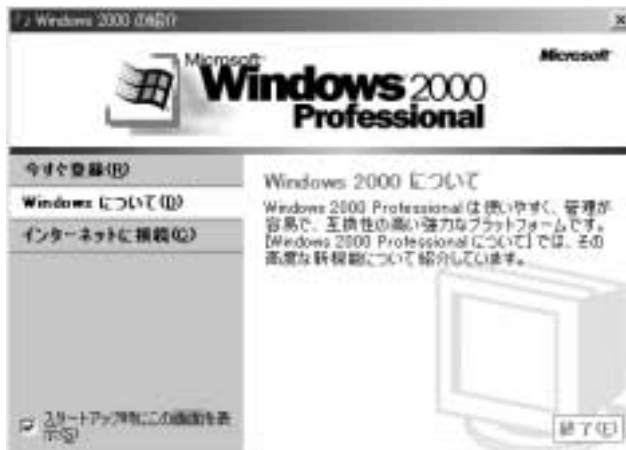 Windows 2000 の紹介
Microsoft
Windows 2000
Professional
Microsoft
今すぐ登録(R)
Windows について(D)
インターネットに接続(C)
スタートアップ時にこの画面を表
示(S)
Windows 2000 について
Windows 2000 Professional は使いやすく、管理が
容易で、互換性の高い強力なプラットフォームです。
[Windows 2000 Professional について] では、その
高度な新機能について紹介しています。
終了(E)